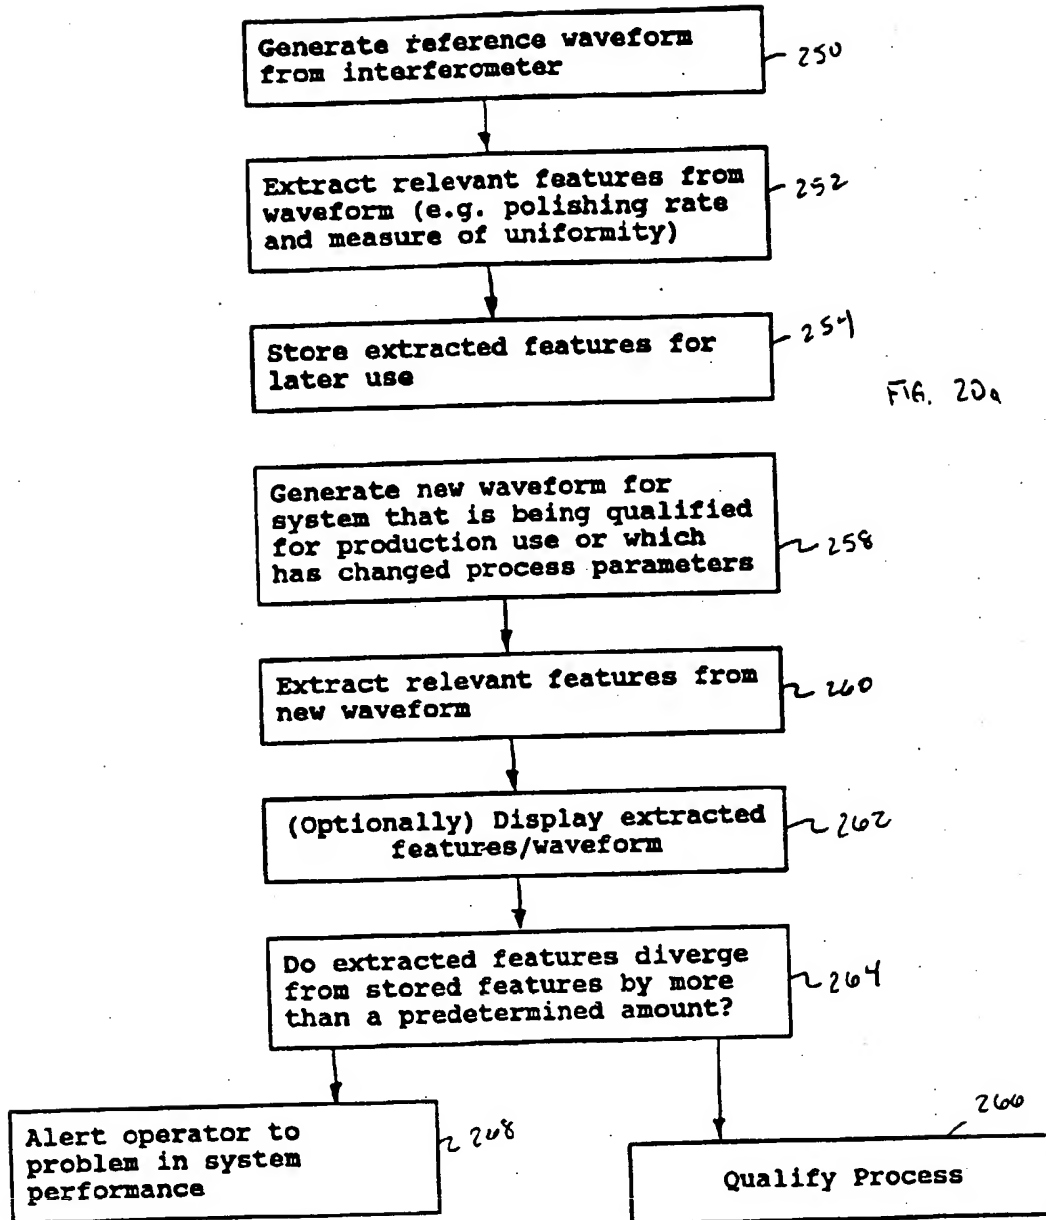 Generate reference waveform
from interferometer
250
Extract relevant features from
waveform (e.g. polishing rate
and measure of uniformity)
252
Store extracted features for
later use
254
FIG. 20a
Generate new waveform for
system that is being qualified
for production use or which
has changed process parameters
258
Extract relevant features from
new waveform
260
(Optionally) Display extracted
features/waveform
262
Do extracted features diverge
from stored features by more
than a predetermined amount?
264
Alert operator to
problem in system
performance
268
266
Qualify Process